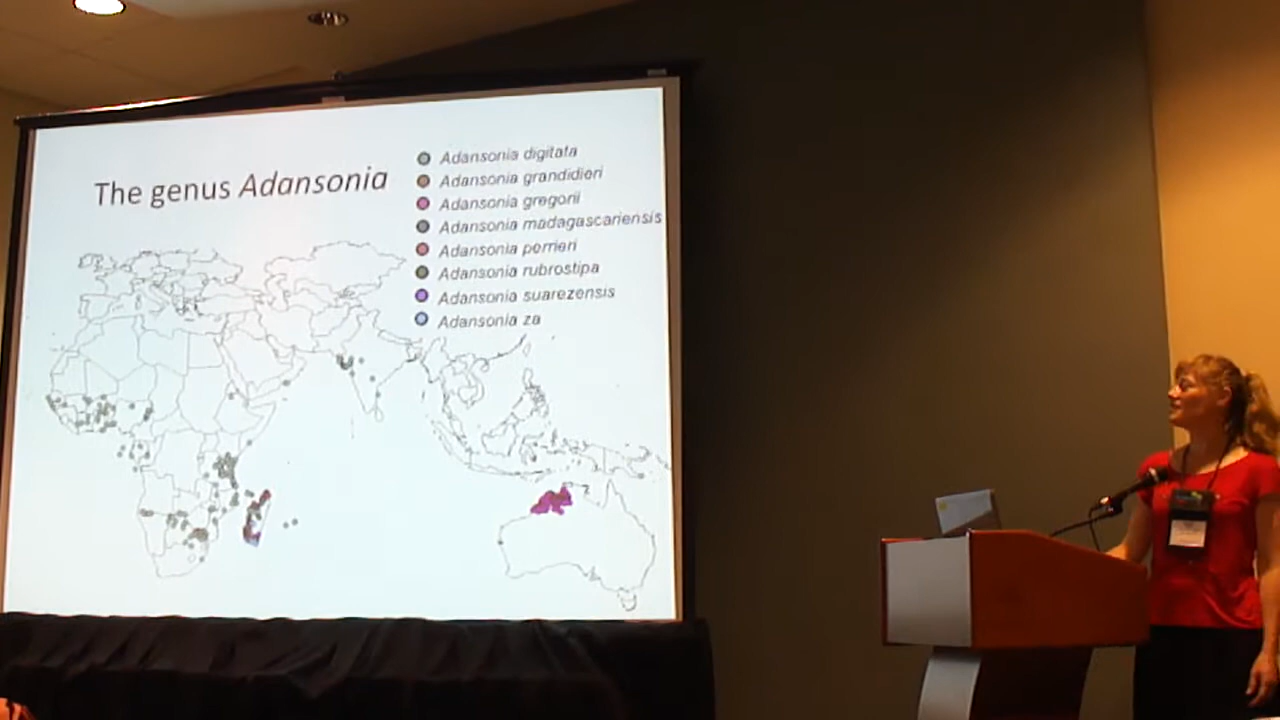 The genus Adansonia
Adansonia digitata
Adansonia grandidieri
Adansonia gregorii
Adansonia madagascariensis
Adansonia perrieri
Adansonia rubrostipa
Adansonia suarezensis
Adansonia za